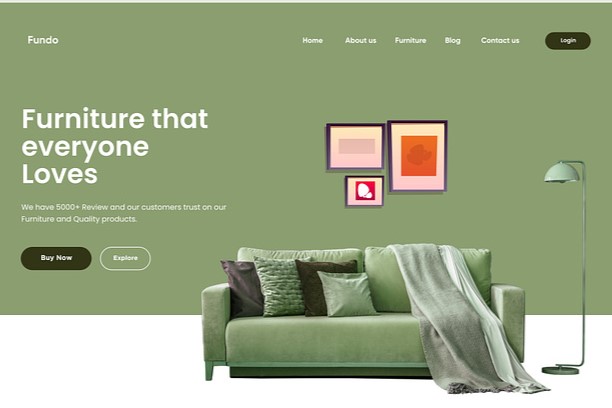 Fundo
Home
About us
Furniture
Blog
Contact us
Login
Furniture that
everyone
Loves
We have 5000+ Review and our customers trust on our
Furniture and Quality products.
Buy Now
Explore